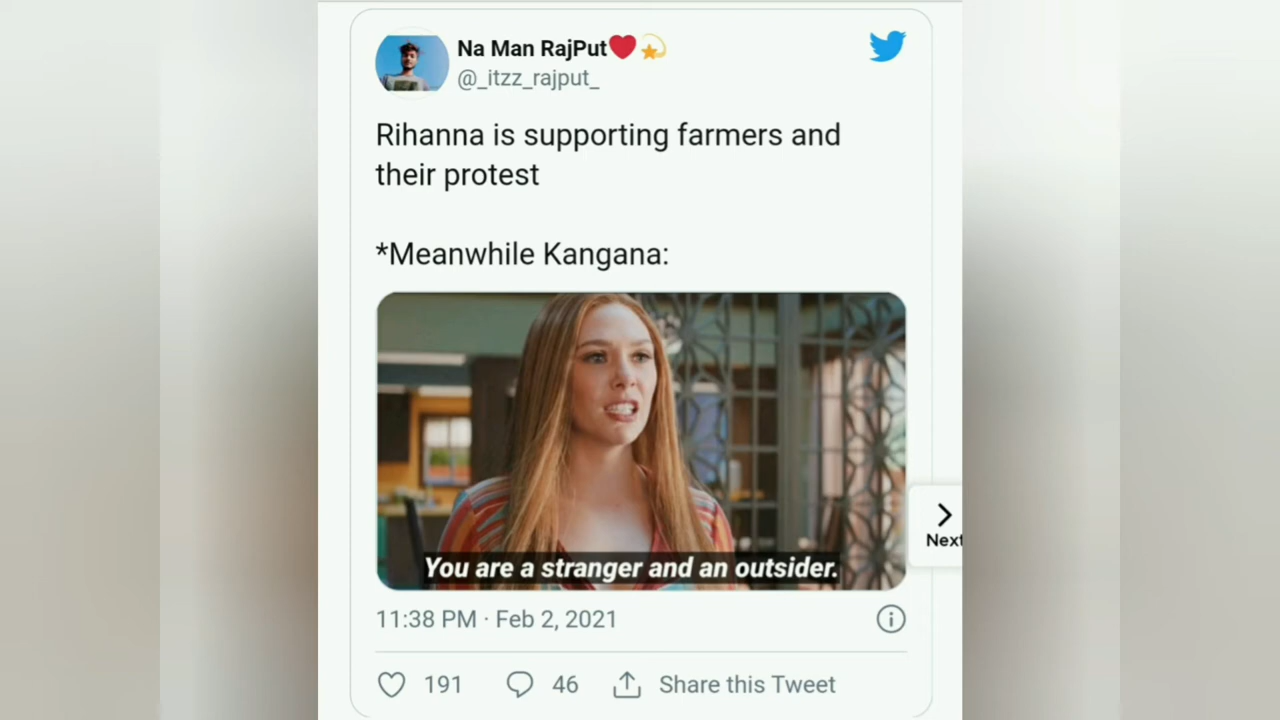 Na Man RajPut❤️💫
@_itzz_rajput_
Rihanna is supporting farmers and
their protest
*Meanwhile Kangana:
You are a stranger and an outsider.
Next
11:38 PM · Feb 2, 2021
191 46 Share this Tweet